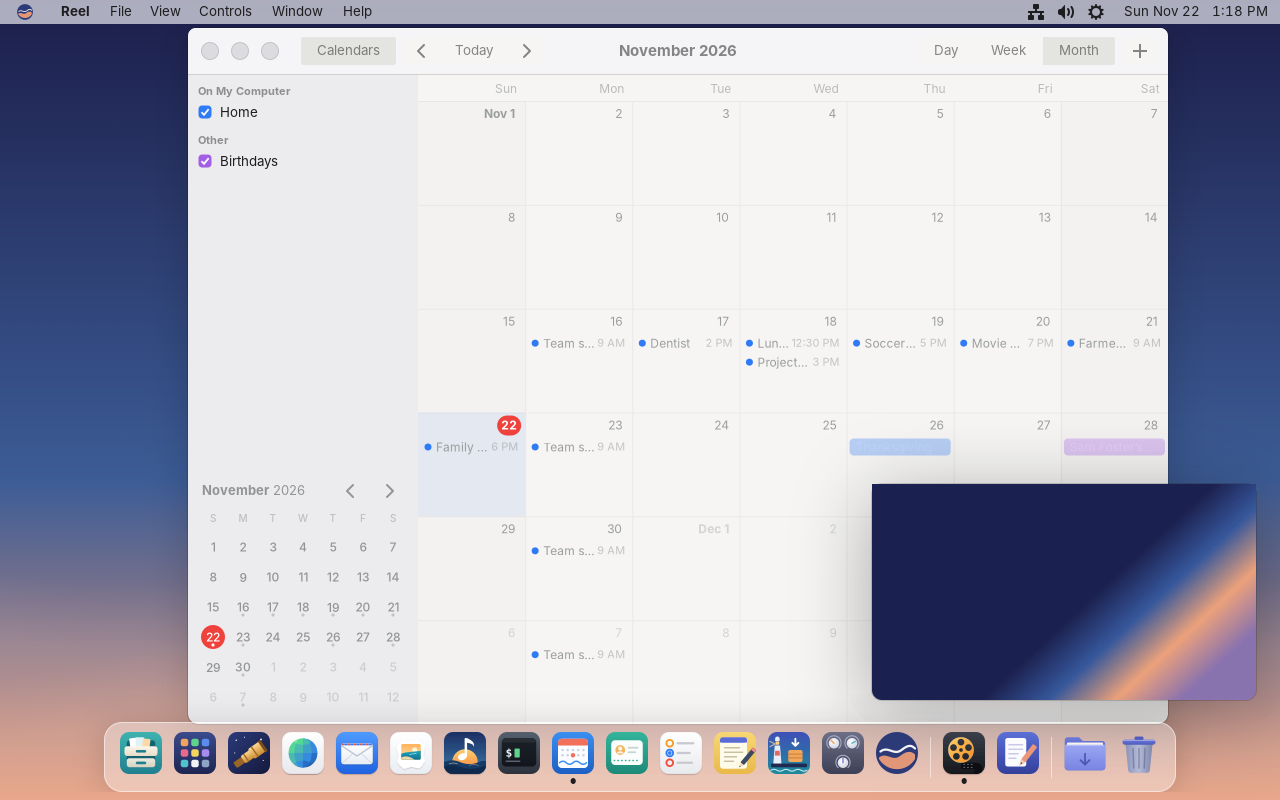 Reel File View Controls Window Help Sun Nov 22 1:18 PM
Calendars Today November 2026 Day Week Month
On My Computer
Home
Other
Birthdays
Sun Mon Tue Wed Thu Fri Sat
Nov 1 2 3 4 5 6 7
8 9 10 11 12 13 14
15 16 17 18 19 20 21
Team s... 9 AM Dentist 2 PM Lun... 12:30 PM Soccer... 5 PM Movie ... 7 PM Farme... 9 AM
Project... 3 PM
22 23 24 25 26 27 28
Family ... 6 PM Team s... 9 AM
29 30 Dec 1 2
Team s... 9 AM
6 7 8 9
Team s... 9 AM
November 2026
S M T W T F S
1 2 3 4 5 6 7
8 9 10 11 12 13 14
15 16 17 18 19 20 21
22 23 24 25 26 27 28
29 30 1 2 3 4 5
6 7 8 9 10 11 12
$